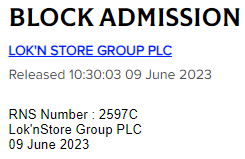 BLOCK ADMISSION
LOK'N STORE GROUP PLC
Released 10:30:03 09 June 2023
RNS Number : 2597C
Lok'nStore Group PLC
09 June 2023